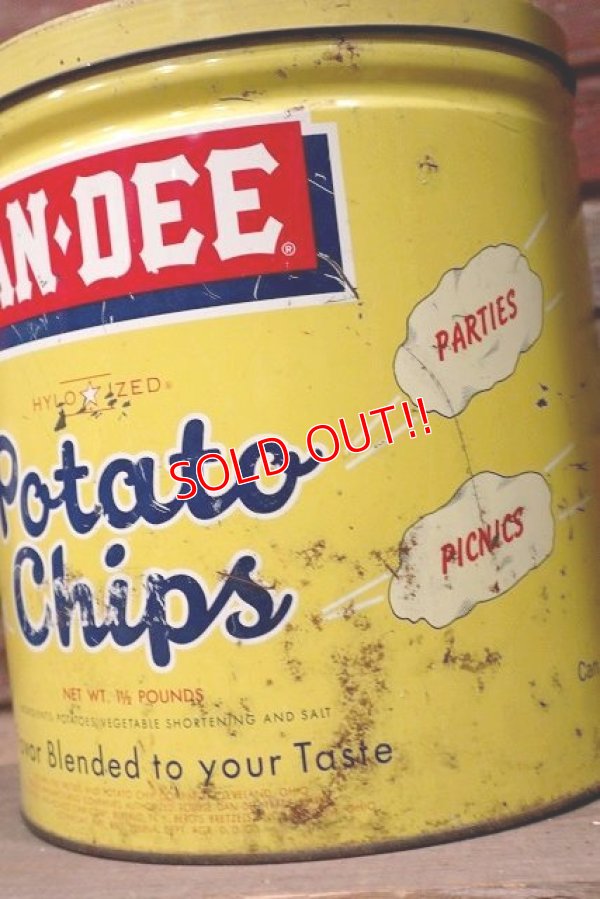 AN·DEE®
HYLO☆IZED®
Potato
Chips
PARTIES
PICNICS
SOLD OUT!!
NET WT. 1½ POUNDS
POTATOES, VEGETABLE SHORTENING AND SALT
Blended to your Taste